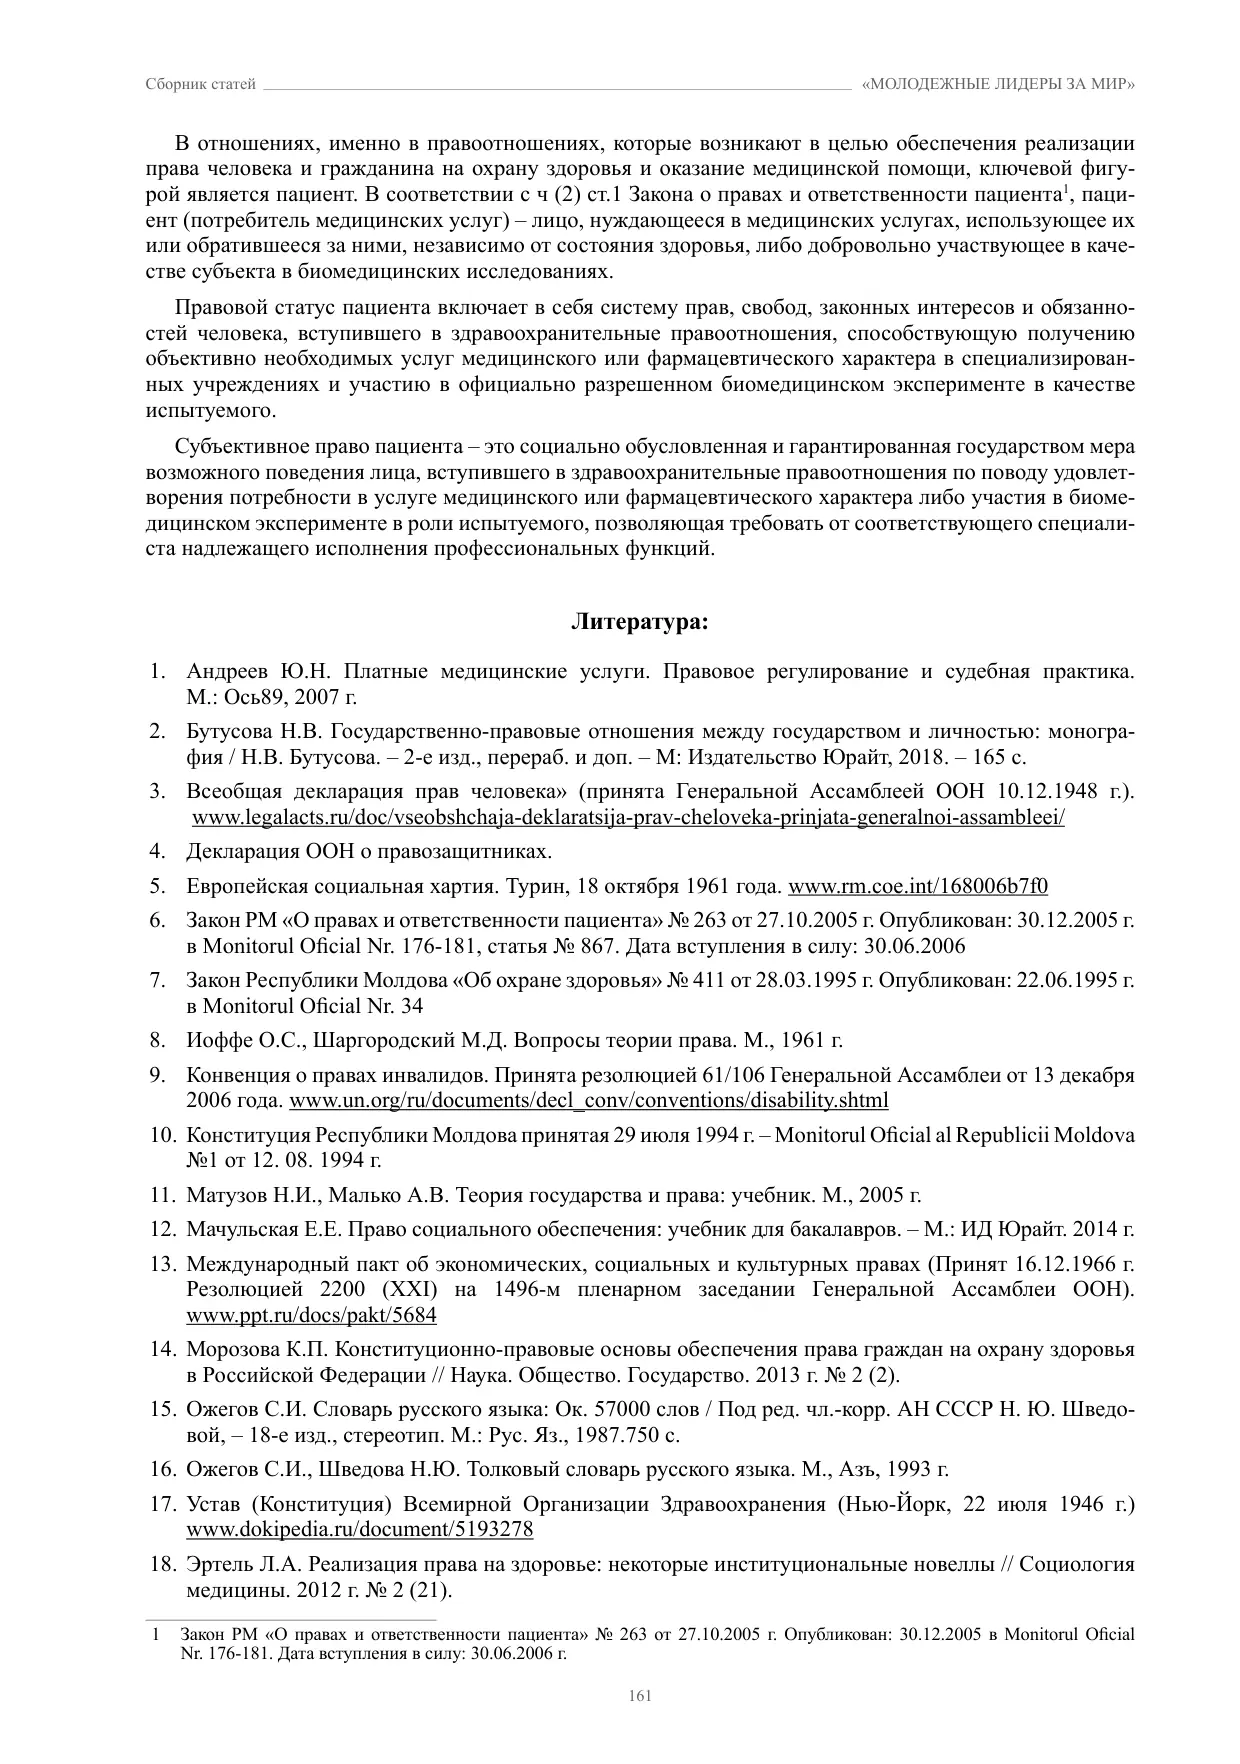 Сборник статей «МОЛОДЕЖНЫЕ ЛИДЕРЫ ЗА МИР»
В отношениях, именно в правоотношениях, которые возникают в целью обеспечения реализации
права человека и гражданина на охрану здоровья и оказание медицинской помощи, ключевой фигу-
рой является пациент. В соответствии с ч (2) ст.1 Закона о правах и ответственности пациента1, паци-
ент (потребитель медицинских услуг) – лицо, нуждающееся в медицинских услугах, использующее их
или обратившееся за ними, независимо от состояния здоровья, либо добровольно участвующее в каче-
стве субъекта в биомедицинских исследованиях.
Правовой статус пациента включает в себя систему прав, свобод, законных интересов и обязанно-
стей человека, вступившего в здравоохранительные правоотношения, способствующую получению
объективно необходимых услуг медицинского или фармацевтического характера в специализирован-
ных учреждениях и участию в официально разрешенном биомедицинском эксперименте в качестве
испытуемого.
Субъективное право пациента – это социально обусловленная и гарантированная государством мера
возможного поведения лица, вступившего в здравоохранительные правоотношения по поводу удовлет-
ворения потребности в услуге медицинского или фармацевтического характера либо участия в биоме-
дицинском эксперименте в роли испытуемого, позволяющая требовать от соответствующего специали-
ста надлежащего исполнения профессиональных функций.
Литература:
1. Андреев Ю.Н. Платные медицинские услуги. Правовое регулирование и судебная практика.
М.: Ось89, 2007 г.
2. Бутусова Н.В. Государственно-правовые отношения между государством и личностью: моногра-
фия / Н.В. Бутусова. – 2-е изд., перераб. и доп. – М: Издательство Юрайт, 2018. – 165 с.
3. Всеобщая декларация прав человека» (принята Генеральной Ассамблеей ООН 10.12.1948 г.).
www.legalacts.ru/doc/vseobshchaja-deklaratsija-prav-cheloveka-prinjata-generalnoi-assambleei/
4. Декларация ООН о правозащитниках.
5. Европейская социальная хартия. Турин, 18 октября 1961 года. www.rm.coe.int/168006b7f0
6. Закон РМ «О правах и ответственности пациента» № 263 от 27.10.2005 г. Опубликован: 30.12.2005 г.
в Monitorul Oficial Nr. 176-181, статья № 867. Дата вступления в силу: 30.06.2006
7. Закон Республики Молдова «Об охране здоровья» № 411 от 28.03.1995 г. Опубликован: 22.06.1995 г.
в Monitorul Oficial Nr. 34
8. Иоффе О.С., Шаргородский М.Д. Вопросы теории права. М., 1961 г.
9. Конвенция о правах инвалидов. Принята резолюцией 61/106 Генеральной Ассамблеи от 13 декабря
2006 года. www.un.org/ru/documents/decl_conv/conventions/disability.shtml
10. Конституция Республики Молдова принятая 29 июля 1994 г. – Monitorul Oficial al Republicii Moldova
№1 от 12. 08. 1994 г.
11. Матузов Н.И., Малько А.В. Теория государства и права: учебник. М., 2005 г.
12. Мачульская Е.Е. Право социального обеспечения: учебник для бакалавров. – М.: ИД Юрайт. 2014 г.
13. Международный пакт об экономических, социальных и культурных правах (Принят 16.12.1966 г.
Резолюцией 2200 (XXI) на 1496-м пленарном заседании Генеральной Ассамблеи ООН).
www.ppt.ru/docs/pakt/5684
14. Морозова К.П. Конституционно-правовые основы обеспечения права граждан на охрану здоровья
в Российской Федерации // Наука. Общество. Государство. 2013 г. № 2 (2).
15. Ожегов С.И. Словарь русского языка: Ок. 57000 слов / Под ред. чл.-корр. АН СССР Н. Ю. Шведо-
вой, – 18-е изд., стереотип. М.: Рус. Яз., 1987.750 с.
16. Ожегов С.И., Шведова Н.Ю. Толковый словарь русского языка. М., Азъ, 1993 г.
17. Устав (Конституция) Всемирной Организации Здравоохранения (Нью-Йорк, 22 июля 1946 г.)
www.dokipedia.ru/document/5193278
18. Эртель Л.А. Реализация права на здоровье: некоторые институциональные новеллы // Социология
медицины. 2012 г. № 2 (21).
1 Закон РМ «О правах и ответственности пациента» № 263 от 27.10.2005 г. Опубликован: 30.12.2005 в Monitorul Oficial
Nr. 176-181. Дата вступления в силу: 30.06.2006 г.
161